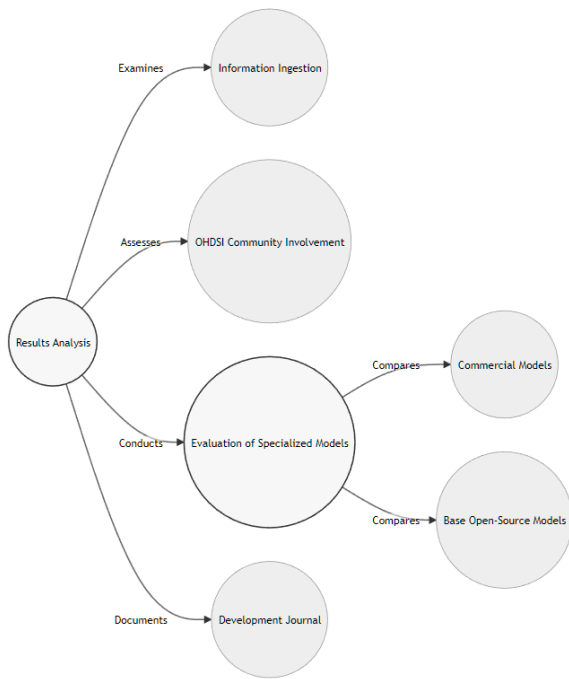 Examines
Information Ingestion
Assesses
OHDSI Community Involvement
Results Analysis
Compares
Commercial Models
Conducts
Evaluation of Specialized Models
Compares
Base Open-Source Models
Documents
Development Journal